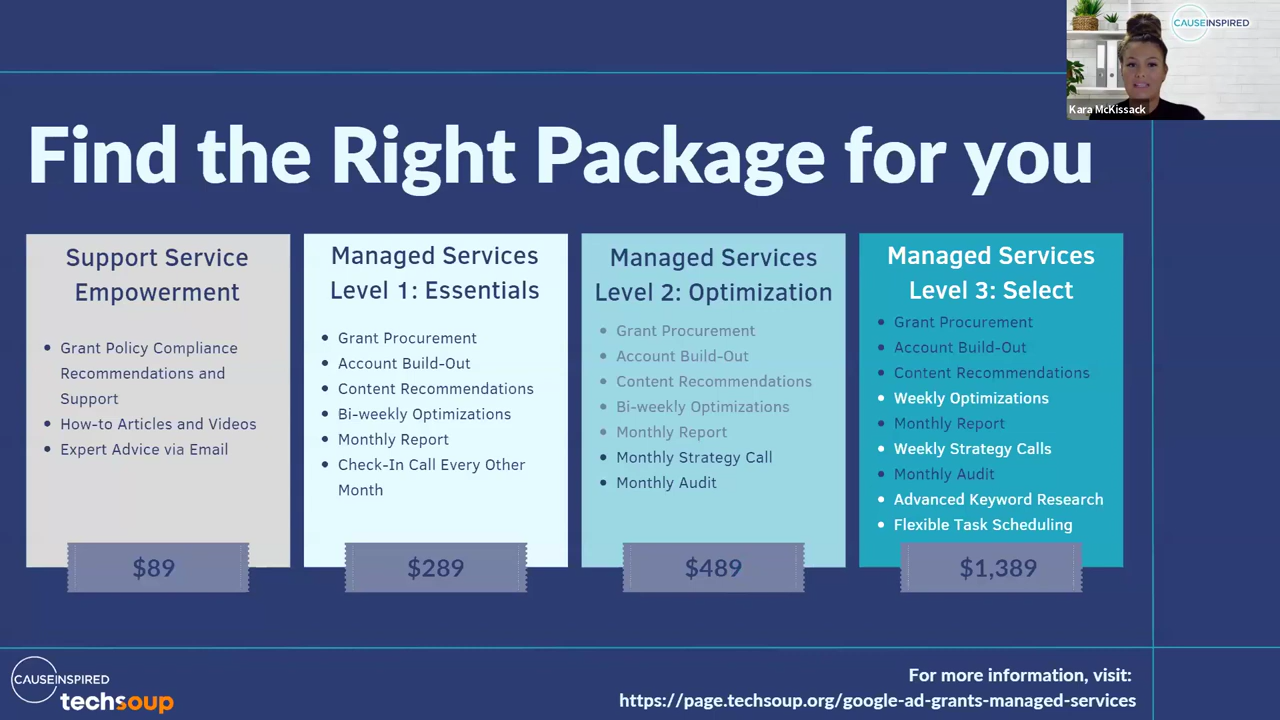 CAUSEINSPIRED
Kara McKissack
Find the Right Package for you
Support Service
Empowerment
• Grant Policy Compliance
Recommendations and
Support
• How-to Articles and Videos
• Expert Advice via Email
$89
Managed Services
Level 1: Essentials
• Grant Procurement
• Account Build-Out
• Content Recommendations
• Bi-weekly Optimizations
• Monthly Report
• Check-In Call Every Other
Month
$289
Managed Services
Level 2: Optimization
• Grant Procurement
• Account Build-Out
• Content Recommendations
• Bi-weekly Optimizations
• Monthly Report
• Monthly Strategy Call
• Monthly Audit
$489
Managed Services
Level 3: Select
• Grant Procurement
• Account Build-Out
• Content Recommendations
• Weekly Optimizations
• Monthly Report
• Weekly Strategy Calls
• Monthly Audit
• Advanced Keyword Research
• Flexible Task Scheduling
$1,389
CAUSEINSPIRED
techsoup
For more information, visit:
https://page.techsoup.org/google-ad-grants-managed-services